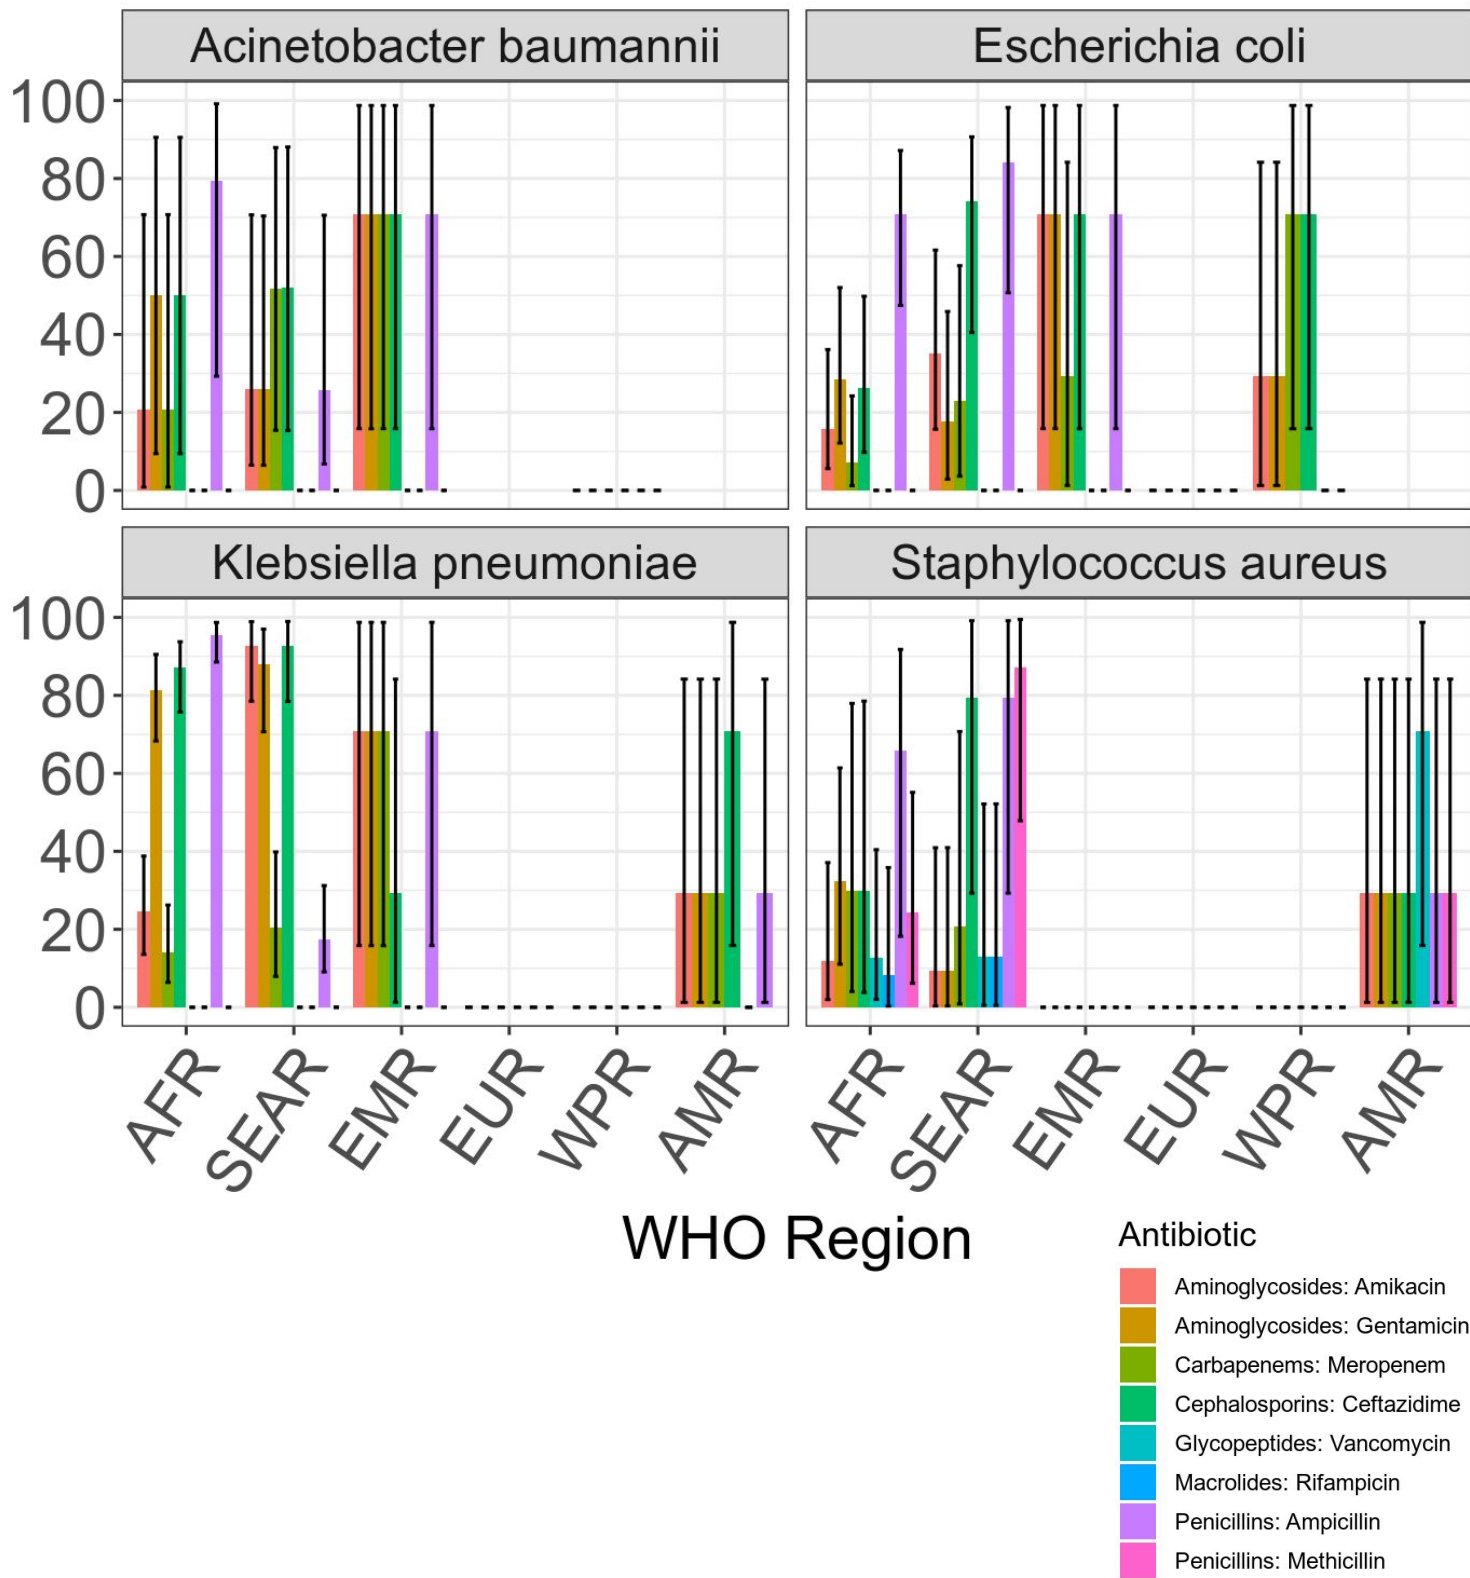 Acinetobacter baumannii
Escherichia coli
100
80
60
40
20
0
Klebsiella pneumoniae
Staphylococcus aureus
100
80
60
40
20
0
AFR SEAR EMR EUR WPR AMR
AFR SEAR EMR EUR WPR AMR
WHO Region
Antibiotic
Aminoglycosides: Amikacin
Aminoglycosides: Gentamicin
Carbapenems: Meropenem
Cephalosporins: Ceftazidime
Glycopeptides: Vancomycin
Macrolides: Rifampicin
Penicillins: Ampicillin
Penicillins: Methicillin